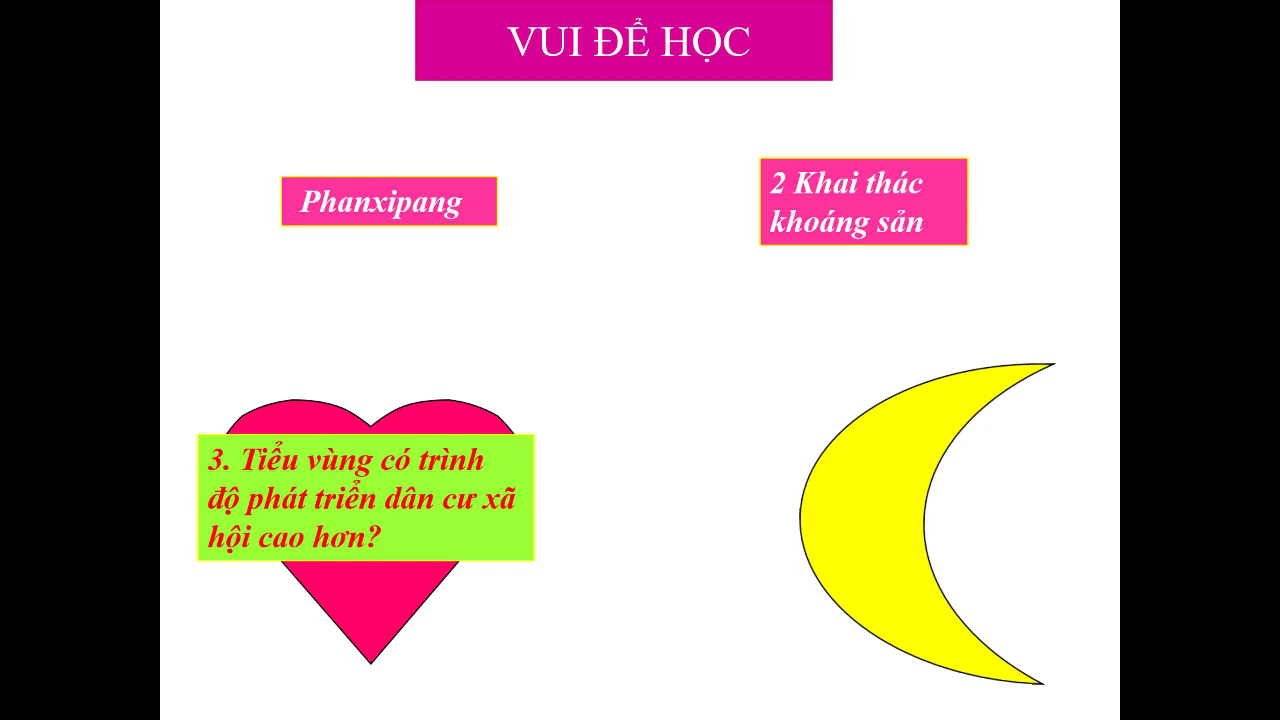 VUI ĐỂ HỌC
Phanxipang
2 Khai thác
khoáng sản
3. Tiểu vùng có trình
độ phát triển dân cư xã
hội cao hơn?